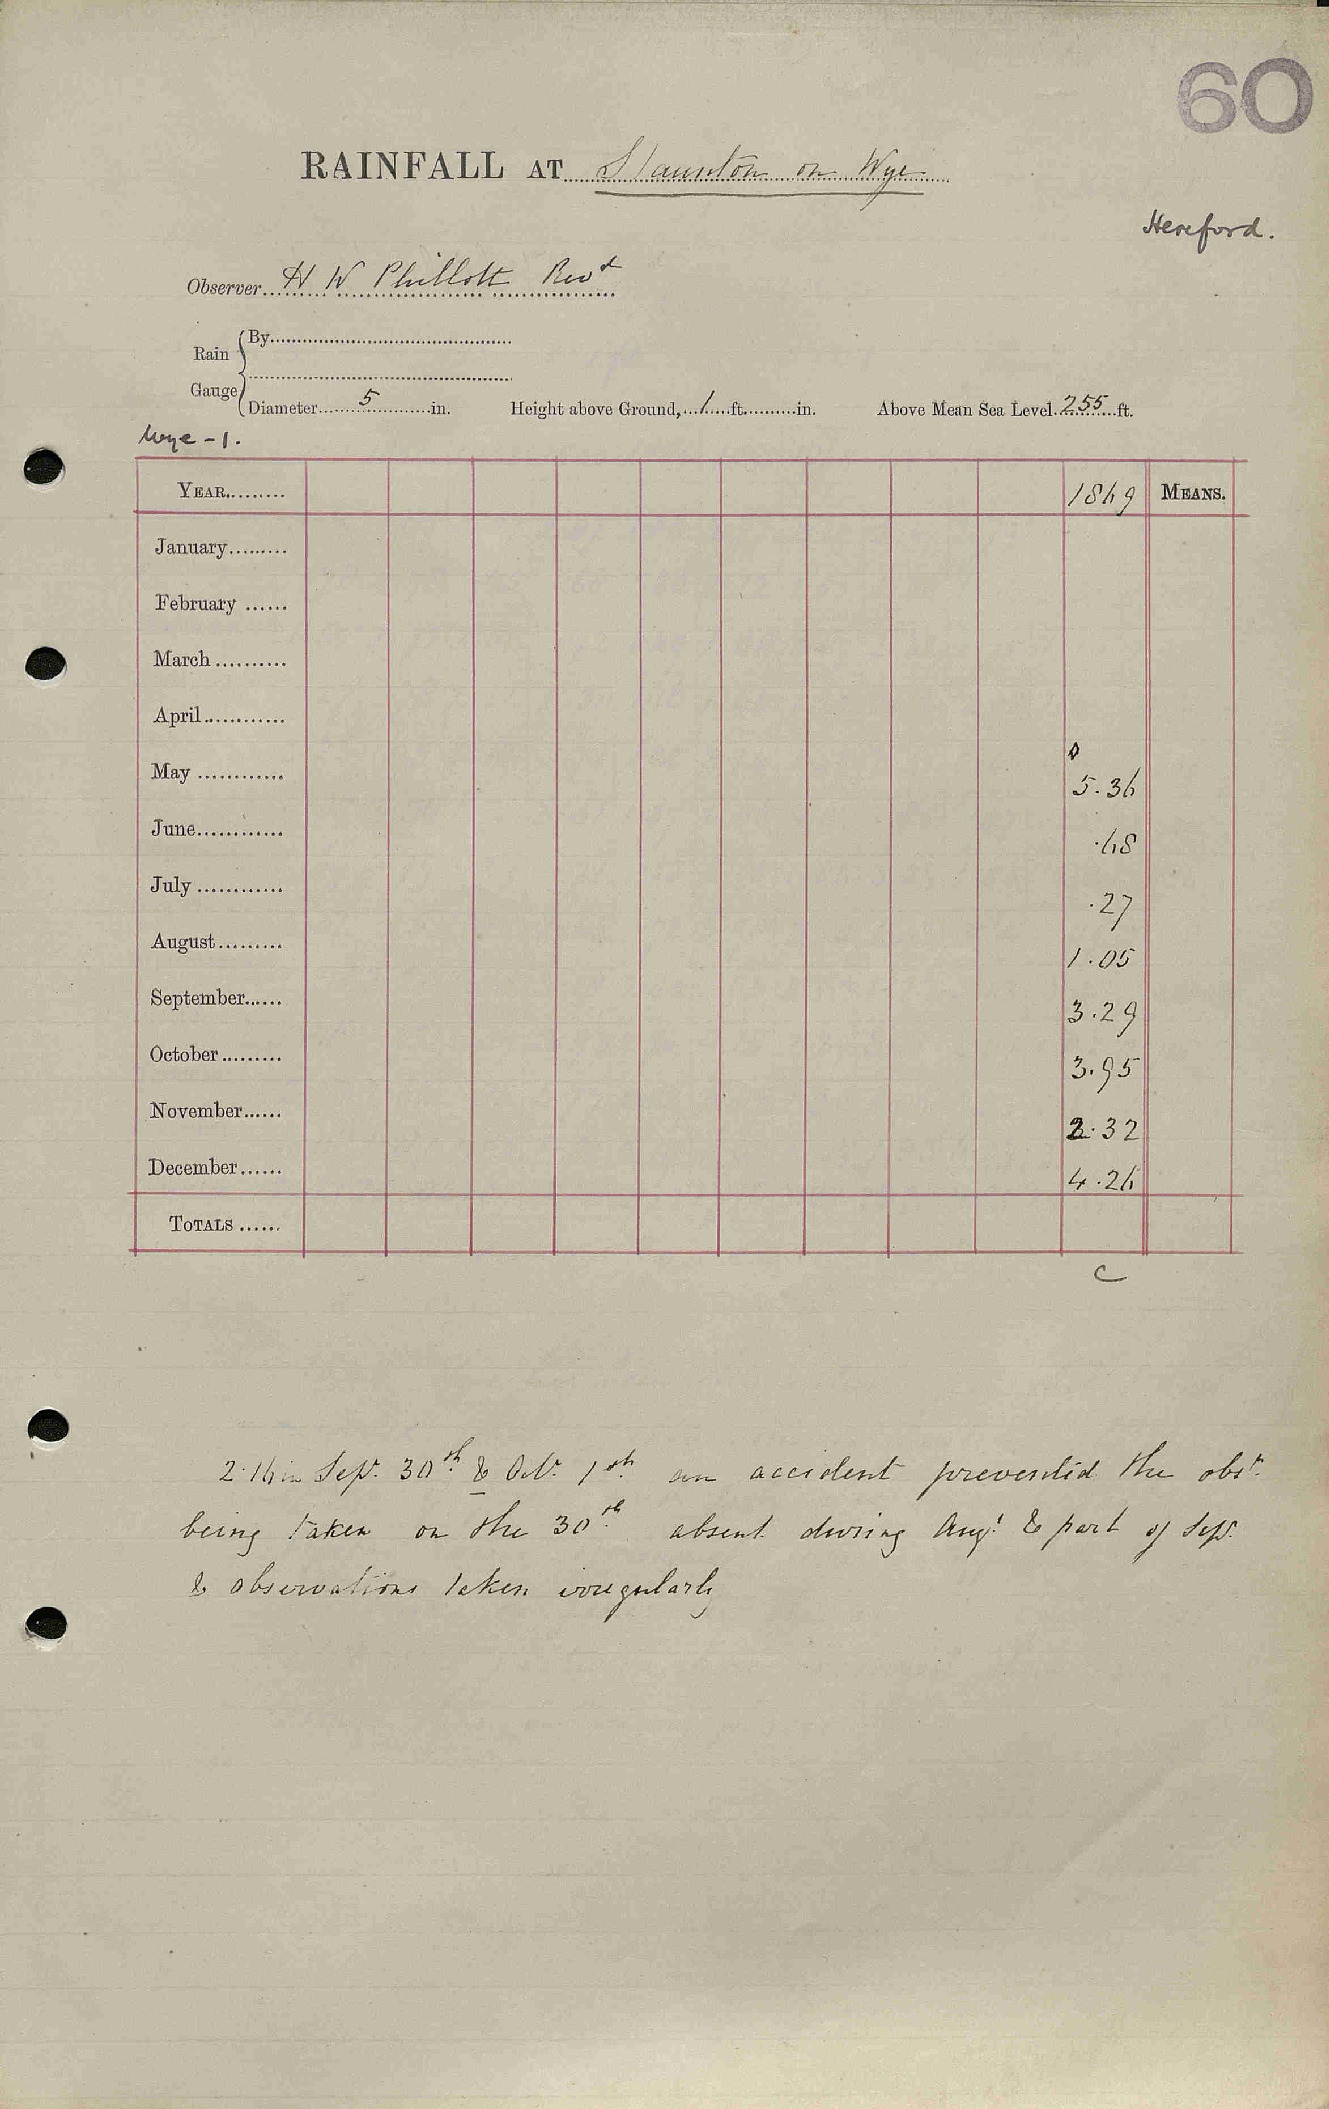 60
RAINFALL AT Staunton on Wye
Hereford.
Observer H W Phillott Revd
Rain Gauge
By
Diameter 5 in. Height above Ground, 1 ft. in. Above Mean Sea Level 255 ft.
Wye - 1.
YEAR 1869 MEANS.
January
February
March
April
May 5.36
June .68
July .27
August 1.05
September 3.29
October 3.95
November 2.32
December 4.26
TOTALS
C
2.16 in Sept. 30th & Oct. 1st. an accident prevented the obsn.
being taken on the 30th. absent during Augt & part of Sept.
& observations taken irregularly